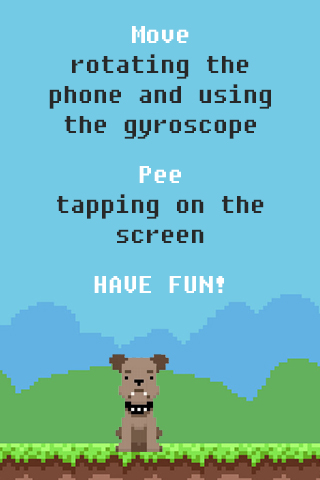 Move
rotating the
phone and using
the gyroscope
Pee
tapping on the
screen
HAVE FUN!